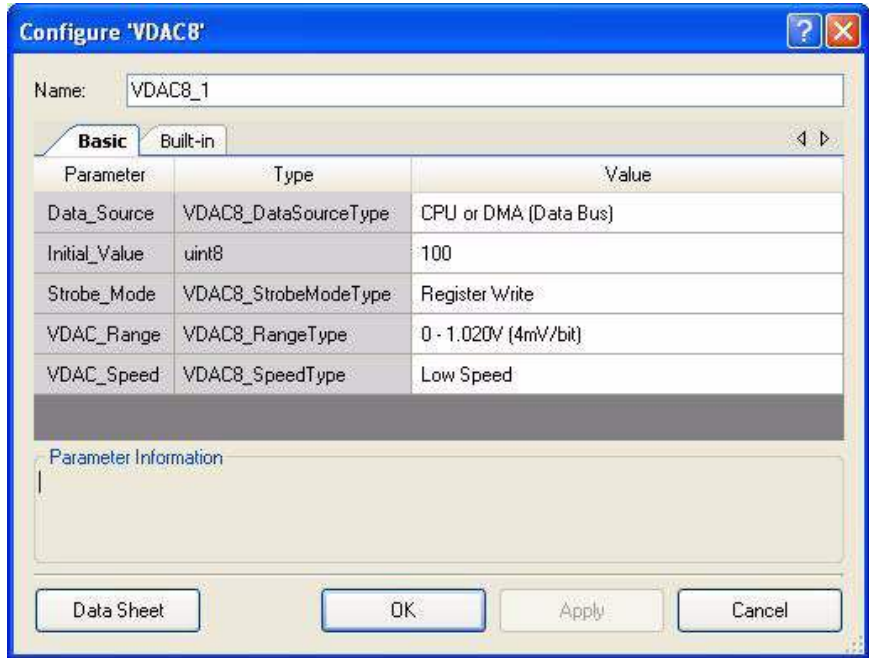 Configure 'VDAC8'
Name: VDAC8_1
Basic Built-in
Parameter Type Value
Data_Source VDAC8_DataSourceType CPU or DMA (Data Bus)
Initial_Value uint8 100
Strobe_Mode VDAC8_StrobeModeType Register Write
VDAC_Range VDAC8_RangeType 0 - 1.020V (4mV/bit)
VDAC_Speed VDAC8_SpeedType Low Speed
Parameter Information
Data Sheet OK Apply Cancel